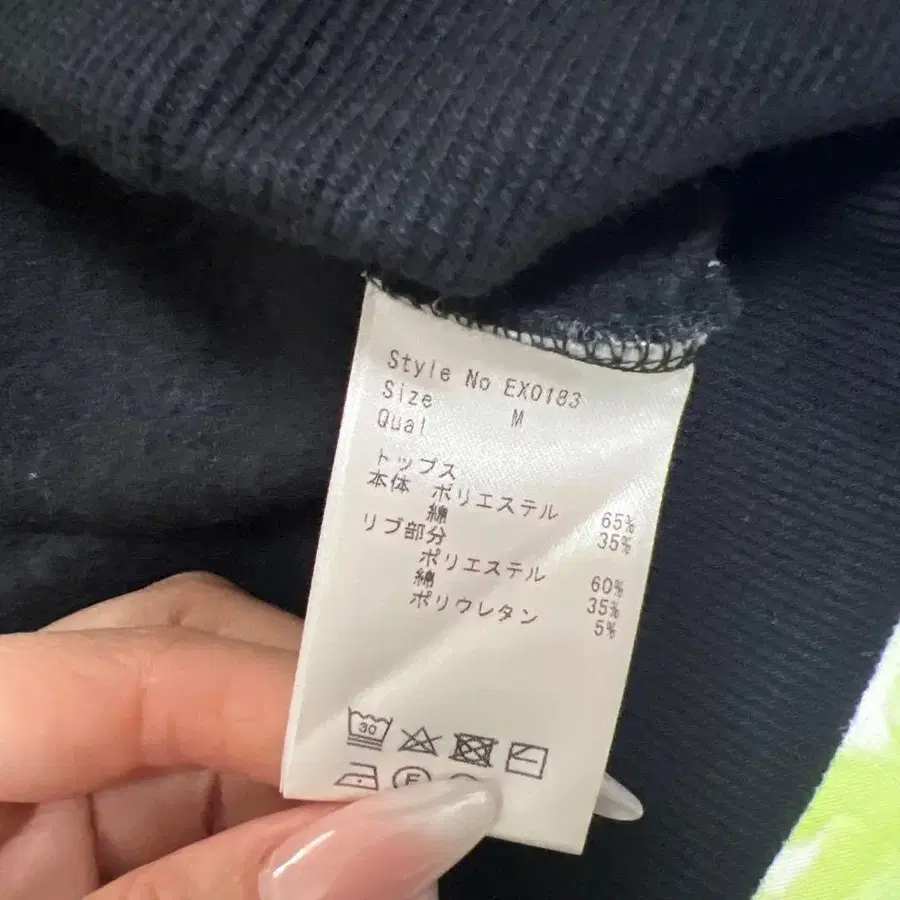 Style No EX0183
Size M
Qual
トップス
本体 ポリエステル 65%
綿 35%
リブ部分
ポリエステル 60%
綿 35%
ポリウレタン 5%
30
F